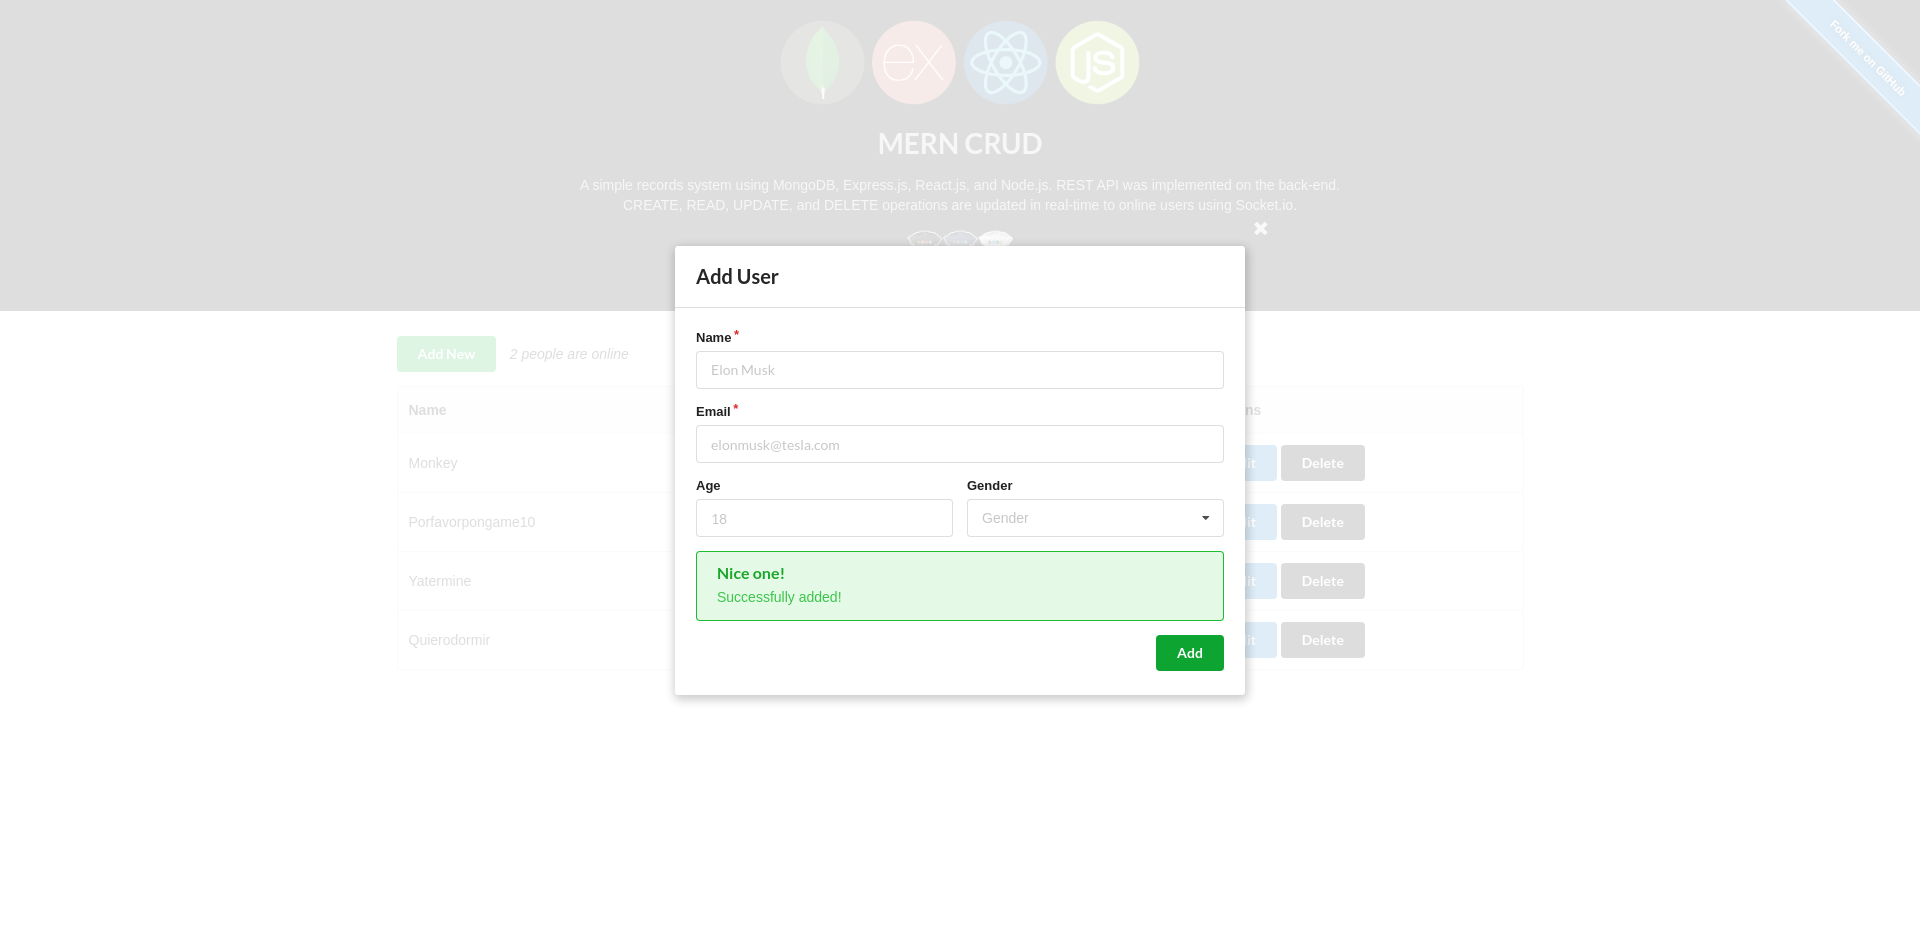 ex
JS
Fork me on GitHub
MERN CRUD
A simple records system using MongoDB, Express.js, React.js, and Node.js. REST API was implemented on the back-end.
CREATE, READ, UPDATE, and DELETE operations are updated in real-time to online users using Socket.io.
Add User
Name *
Elon Musk
Email *
elonmusk@tesla.com
Age
Gender
18
Gender
Nice one!
Successfully added!
Add
Add New
2 people are online
Name
ns
Monkey
it
Delete
Porfavorpongame10
it
Delete
Yatermine
it
Delete
Quierodormir
it
Delete